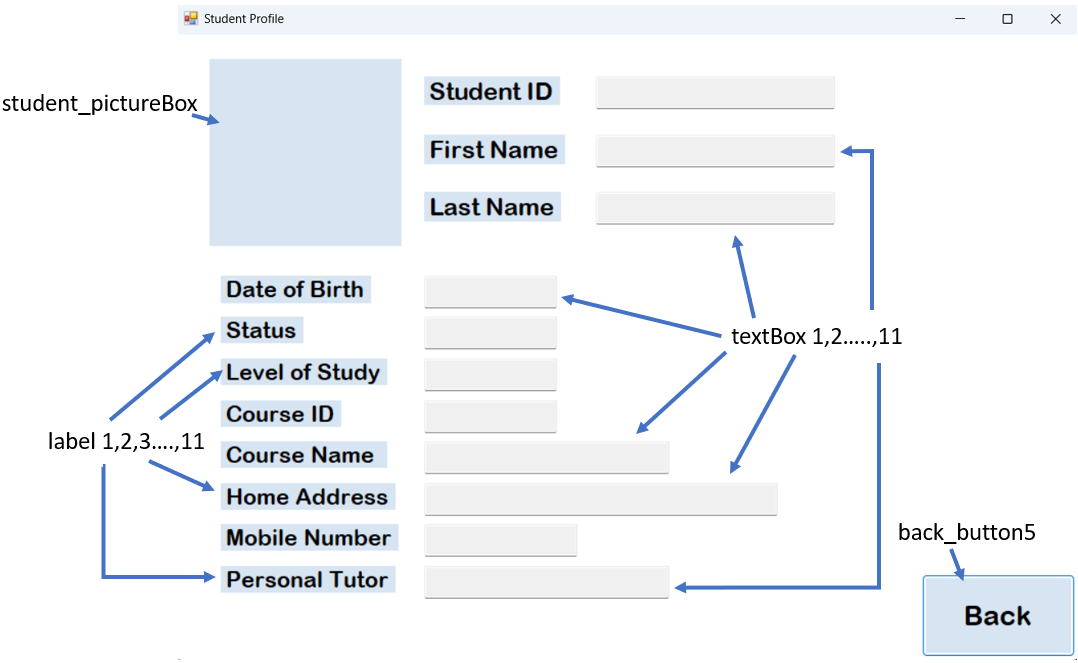 Student Profile
student_pictureBox
Student ID
First Name
Last Name
Date of Birth
Status
textBox 1,2.....,11
Level of Study
Course ID
label 1,2,3....,11
Course Name
Home Address
Mobile Number
back_button5
Personal Tutor
Back